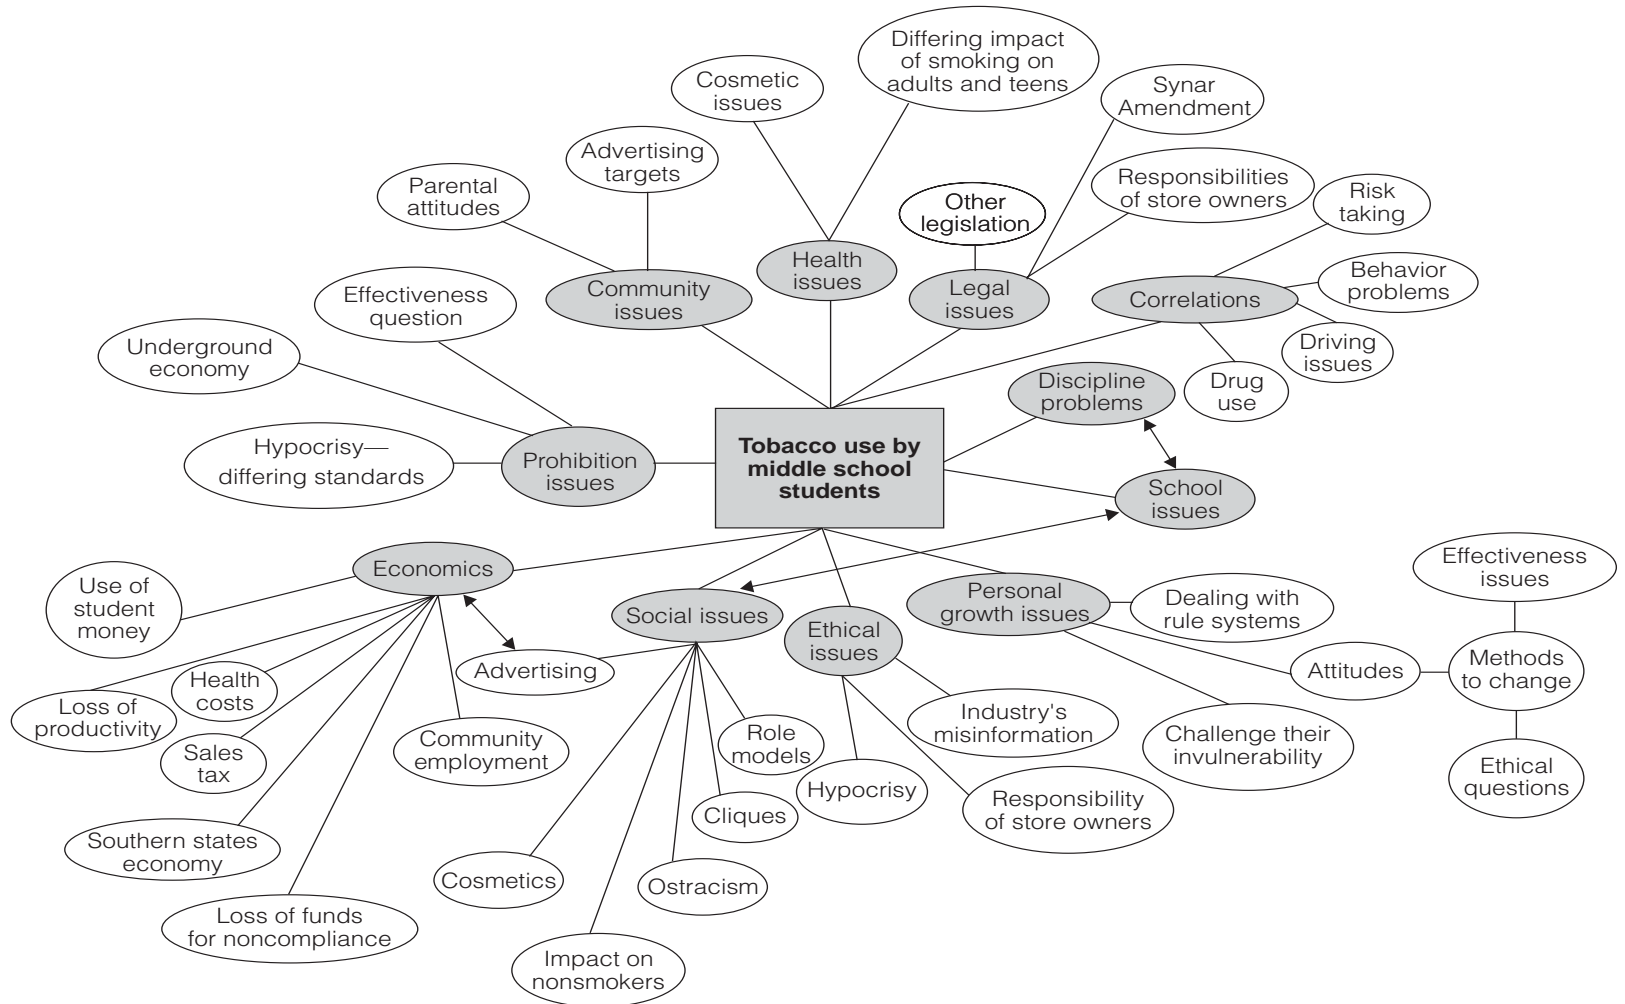 Differing impact
of smoking on
adults and teens
Cosmetic
issues
Synar
Amendment
Advertising
targets
Parental
attitudes
Responsibilities
of store owners
Other
legislation
Risk
taking
Health
issues
Community
issues
Legal
issues
Correlations
Behavior
problems
Effectiveness
question
Underground
economy
Driving
issues
Discipline
problems
Drug
use
Hypocrisy—
differing standards
Prohibition
issues
Tobacco use by
middle school
students
School
issues
Economics
Use of
student
money
Social issues
Ethical
issues
Personal
growth issues
Dealing with
rule systems
Effectiveness
issues
Advertising
Attitudes
Methods
to change
Health
costs
Loss of
productivity
Sales
tax
Community
employment
Role
models
Industry's
misinformation
Challenge their
invulnerability
Ethical
questions
Hypocrisy
Cliques
Responsibility
of store owners
Southern states
economy
Cosmetics
Ostracism
Loss of funds
for noncompliance
Impact on
nonsmokers